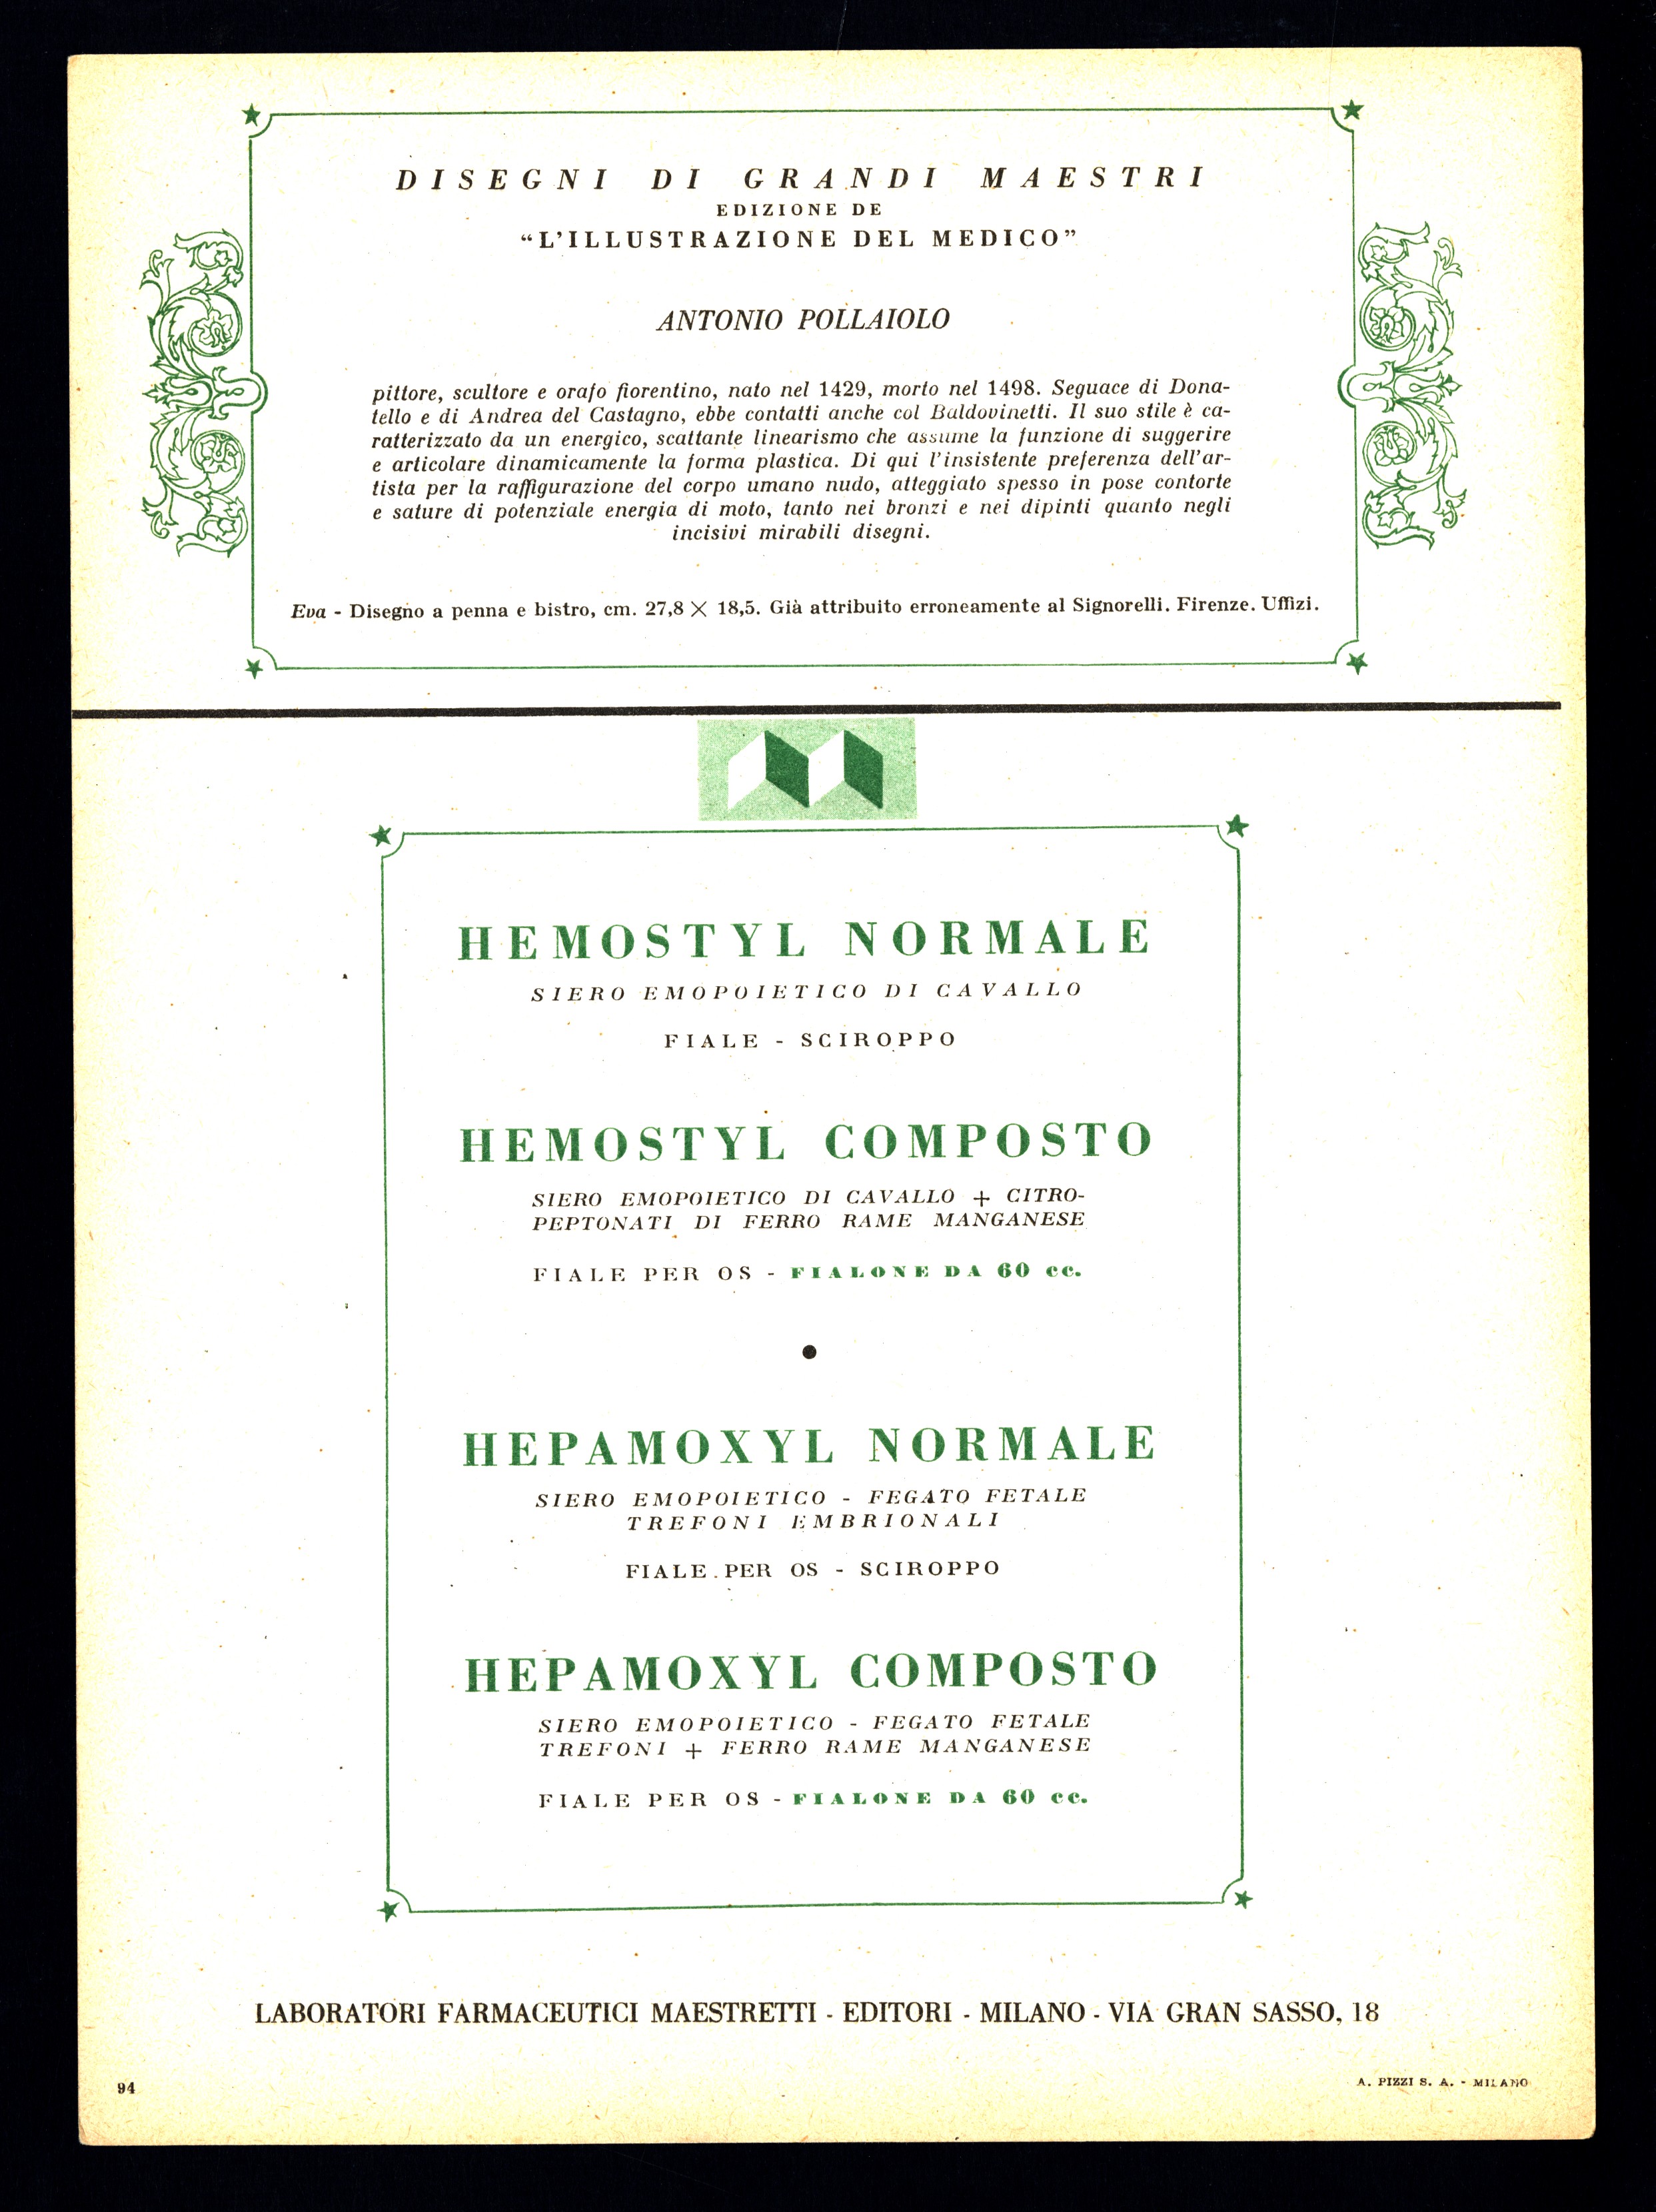 DISEGNI DI GRANDI MAESTRI
EDIZIONE DE
“L’ILLUSTRAZIONE DEL MEDICO”
ANTONIO POLLAIOLO
pittore, scultore e orafo fiorentino, nato nel 1429, morto nel 1498. Seguace di Dona-
tello e di Andrea del Castagno, ebbe contatti anche col Baldovinetti. Il suo stile è ca-
ratterizzato da un energico, scattante linearismo che assume la funzione di suggerire
e articolare dinamicamente la forma plastica. Di qui l’insistente preferenza dell’ar-
tista per la raffigurazione del corpo umano nudo, atteggiato spesso in pose contorte
e sature di potenziale energia di moto, tanto nei bronzi e nei dipinti quanto negli
incisivi mirabili disegni.
Eva - Disegno a penna e bistro, cm. 27,8 × 18,5. Già attribuito erroneamente al Signorelli. Firenze. Uffizi.
HEMOSTYL NORMALE
SIERO EMOPOIETICO DI CAVALLO
FIALE - SCIROPPO
HEMOSTYL COMPOSTO
SIERO EMOPOIETICO DI CAVALLO + CITRO-
PEPTONATI DI FERRO RAME MANGANESE
FIALE PER OS - FIALONE DA 60 cc.
HEPAMOXYL NORMALE
SIERO EMOPOIETICO - FEGATO FETALE
TREFONI EMBRIONALI
FIALE PER OS - SCIROPPO
HEPAMOXYL COMPOSTO
SIERO EMOPOIETICO - FEGATO FETALE
TREFONI + FERRO RAME MANGANESE
FIALE PER OS - FIALONE DA 60 cc.
LABORATORI FARMACEUTICI MAESTRETTI - EDITORI - MILANO - VIA GRAN SASSO, 18
94
A. PIZZI S. A. - MILANO